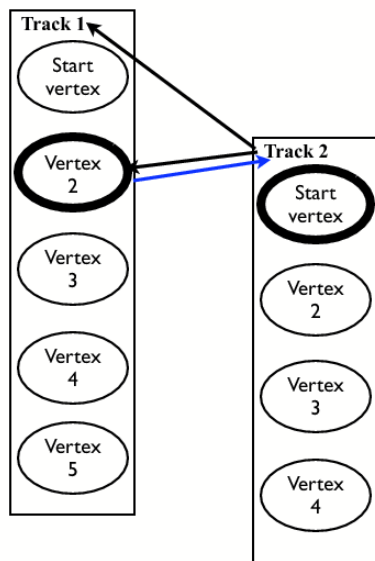 Track 1
Start
vertex
Vertex
2
Vertex
3
Vertex
4
Vertex
5
Track 2
Start
vertex
Vertex
2
Vertex
3
Vertex
4